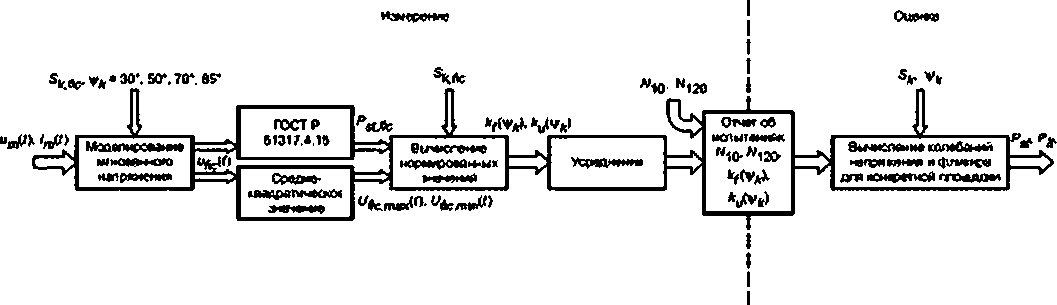 Измерение
Оценка
S_k,fic, ψ_k = 30°, 50°, 70°, 85°
S_k,fic
N_10, N_120
S_k, ψ_k
u_m(t), i_m(t)
Моделирование
мгновенного
напряжения
u_fic(t)
ГОСТ Р
51317.4.15
Средне-
квадратическое
значение
P_st,fic
U_fic,max(t), U_fic,min(t)
Вычисление
нормированных
значений
k_f(ψ_k), k_u(ψ_k)
Усреднение
Отчет об
испытаниях
N_10, N_120,
k_f(ψ_k),
k_u(ψ_k)
Вычисление колебаний
напряжения и фликера
для конкретной площадки
P_st, P_lt,